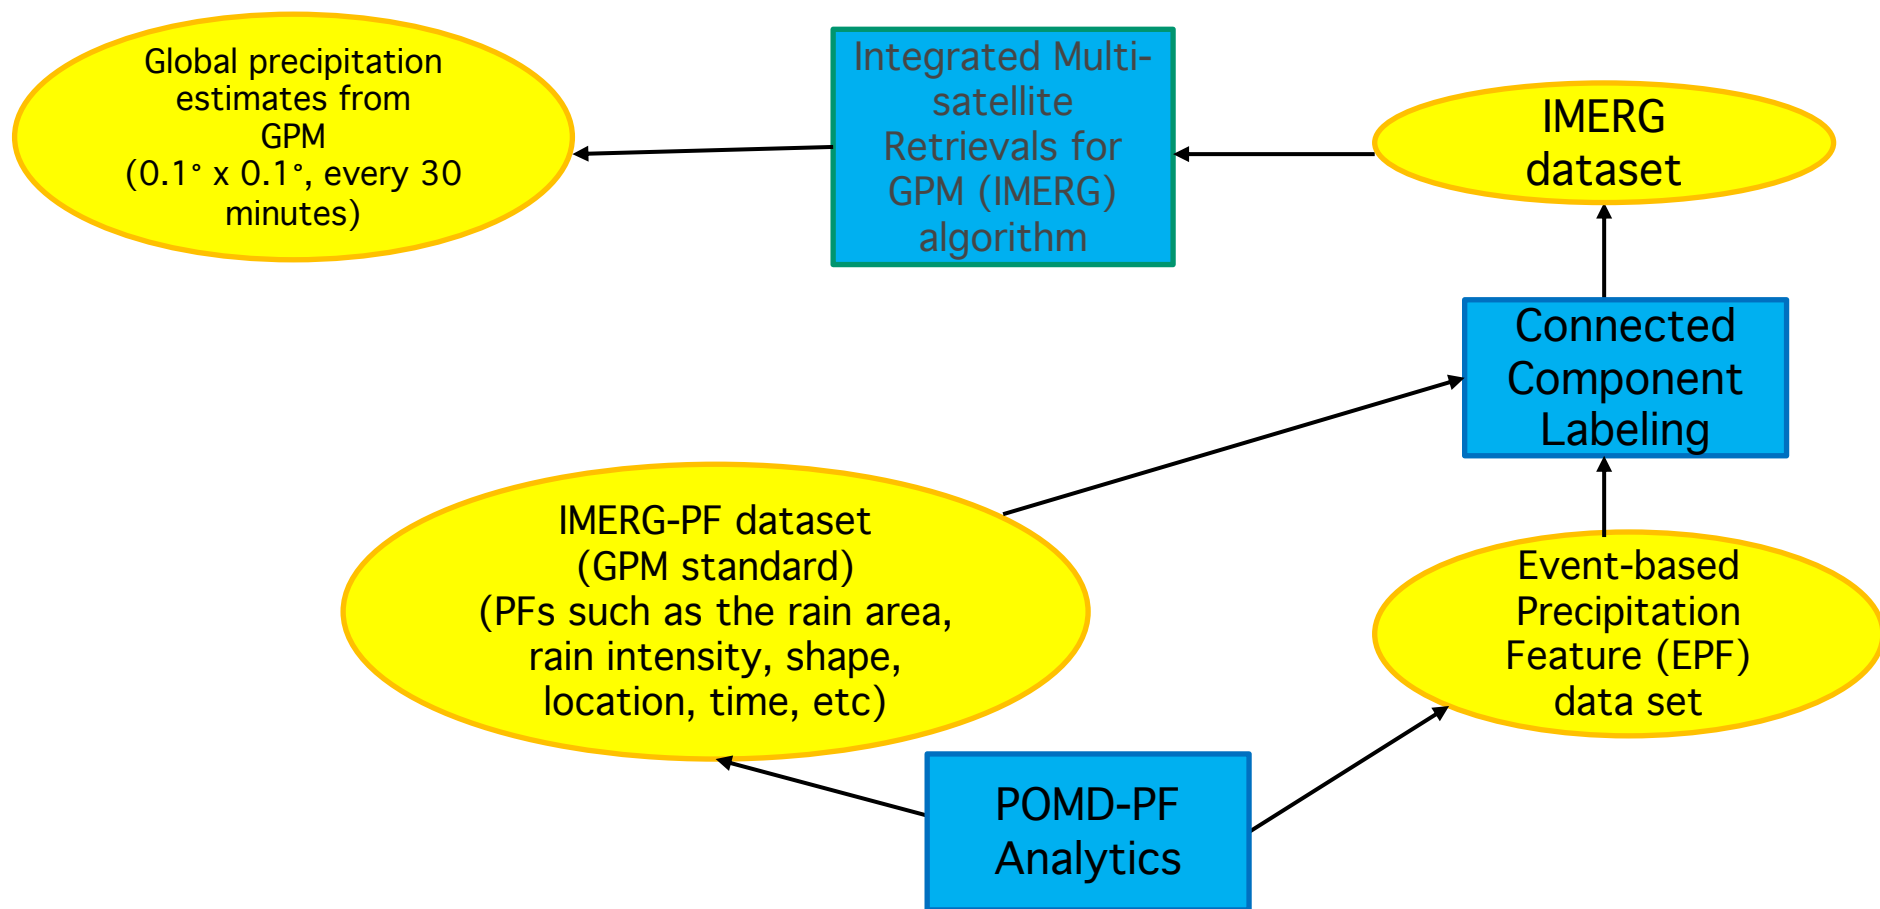 Global precipitation
estimates from
GPM
(0.1° x 0.1°, every 30
minutes)
Integrated Multi-
satellite
Retrievals for
GPM (IMERG)
algorithm
IMERG
dataset
Connected
Component
Labeling
IMERG-PF dataset
(GPM standard)
(PFs such as the rain area,
rain intensity, shape,
location, time, etc)
Event-based
Precipitation
Feature (EPF)
data set
POMD-PF
Analytics